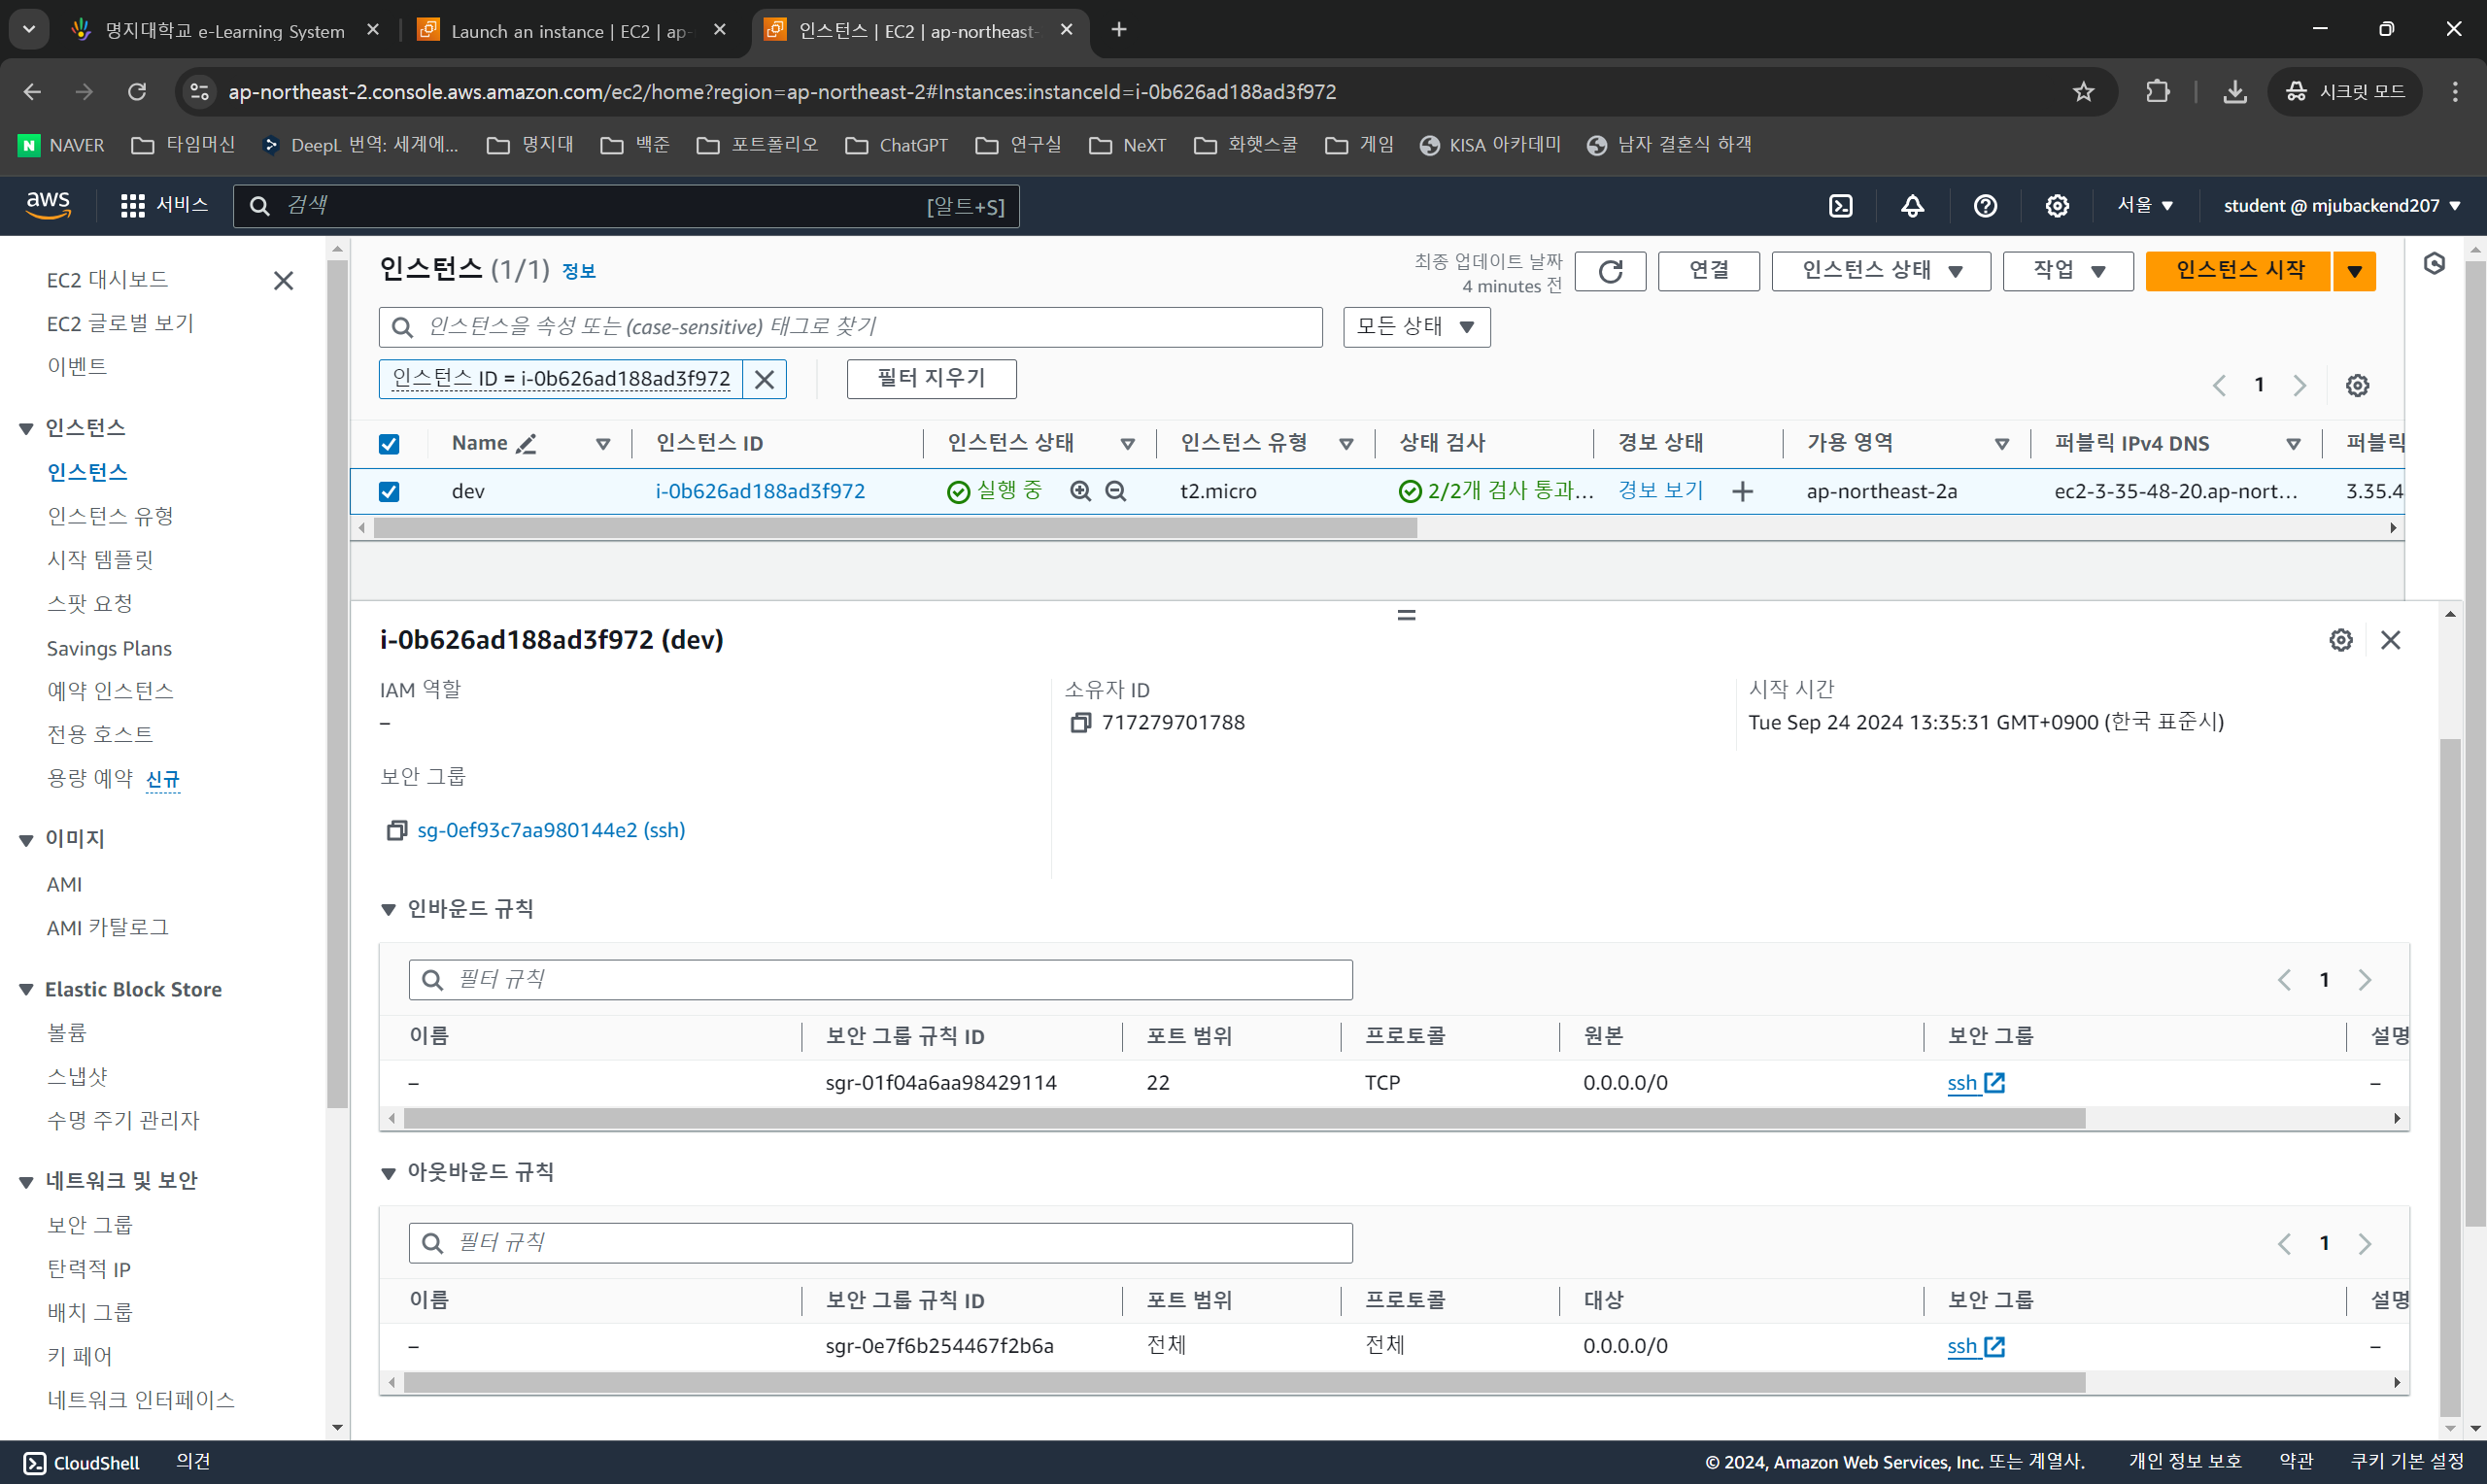 명지대학교 e-Learning System
Launch an instance | EC2 | ap-
인스턴스 | EC2 | ap-northeast-
ap-northeast-2.console.aws.amazon.com/ec2/home?region=ap-northeast-2#Instances:instanceId=i-0b626ad188ad3f972
시크릿 모드
NAVER 타임머신 DeepL 번역: 세계에... 명지대 백준 포트폴리오 ChatGPT 연구실 NeXT 화햇스쿨 게임 KISA 아카데미 남자 결혼식 하객
aws 서비스 검색 [알트+S] 서울 student @ mjubackend207
EC2 대시보드
EC2 글로벌 보기
이벤트
인스턴스
인스턴스
인스턴스 유형
시작 템플릿
스팟 요청
Savings Plans
예약 인스턴스
전용 호스트
용량 예약 신규
이미지
AMI
AMI 카탈로그
Elastic Block Store
볼륨
스냅샷
수명 주기 관리자
네트워크 및 보안
보안 그룹
탄력적 IP
배치 그룹
키 페어
네트워크 인터페이스
인스턴스 (1/1) 정보
최종 업데이트 날짜
4 minutes 전
연결 인스턴스 상태 작업 인스턴스 시작
인스턴스을 속성 또는 (case-sensitive) 태그로 찾기 모든 상태
인스턴스 ID = i-0b626ad188ad3f972 필터 지우기 1
Name 인스턴스 ID 인스턴스 상태 인스턴스 유형 상태 검사 경보 상태 가용 영역 퍼블릭 IPv4 DNS 퍼블릭
dev i-0b626ad188ad3f972 실행 중 t2.micro 2/2개 검사 통과... 경보 보기 ap-northeast-2a ec2-3-35-48-20.ap-nort... 3.35.4
i-0b626ad188ad3f972 (dev)
IAM 역할 소유자 ID 시작 시간
– 717279701788 Tue Sep 24 2024 13:35:31 GMT+0900 (한국 표준시)
보안 그룹
sg-0ef93c7aa980144e2 (ssh)
인바운드 규칙
필터 규칙 1
이름 보안 그룹 규칙 ID 포트 범위 프로토콜 원본 보안 그룹 설명
– sgr-01f04a6aa98429114 22 TCP 0.0.0.0/0 ssh –
아웃바운드 규칙
필터 규칙 1
이름 보안 그룹 규칙 ID 포트 범위 프로토콜 대상 보안 그룹 설명
– sgr-0e7f6b254467f2b6a 전체 전체 0.0.0.0/0 ssh –
CloudShell 의견 © 2024, Amazon Web Services, Inc. 또는 계열사. 개인 정보 보호 약관 쿠키 기본 설정